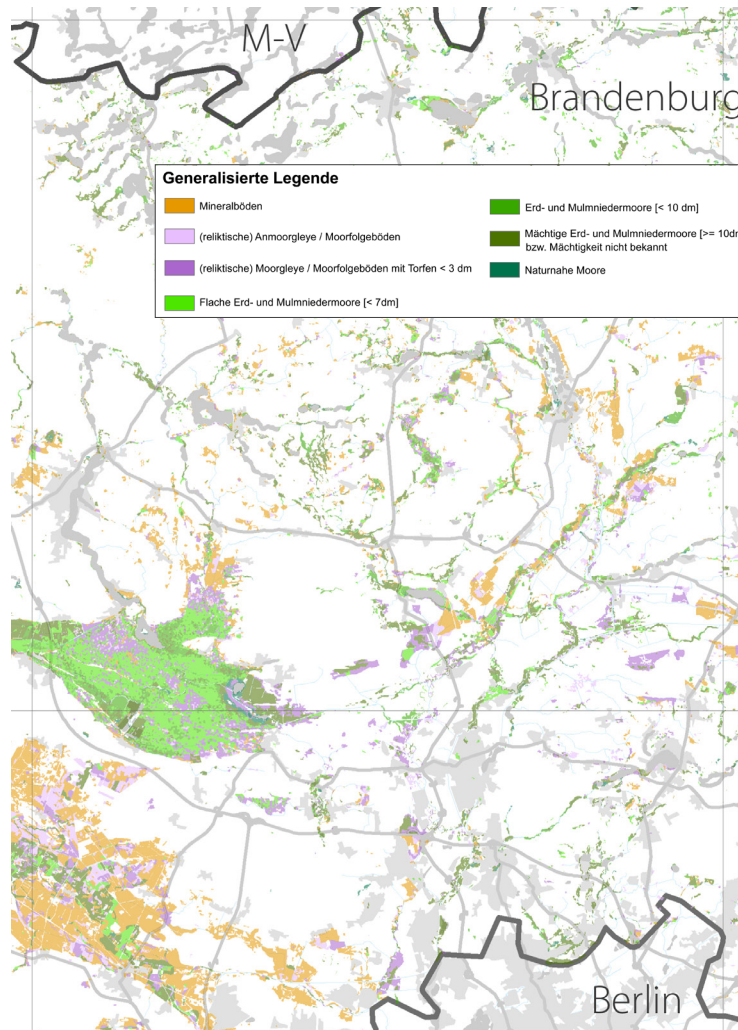 M-V
Brandenburg
Generalisierte Legende
Mineralböden
(reliktische) Anmoorgleye / Moorfolgeböden
(reliktische) Moorgleye / Moorfolgeböden mit Torfen < 3 dm
Flache Erd- und Mulmniedermoore [< 7dm]
Erd- und Mulmniedermoore [< 10 dm]
Mächtige Erd- und Mulmniedermoore [>= 10dm
bzw. Mächtigkeit nicht bekannt
Naturnahe Moore
Berlin